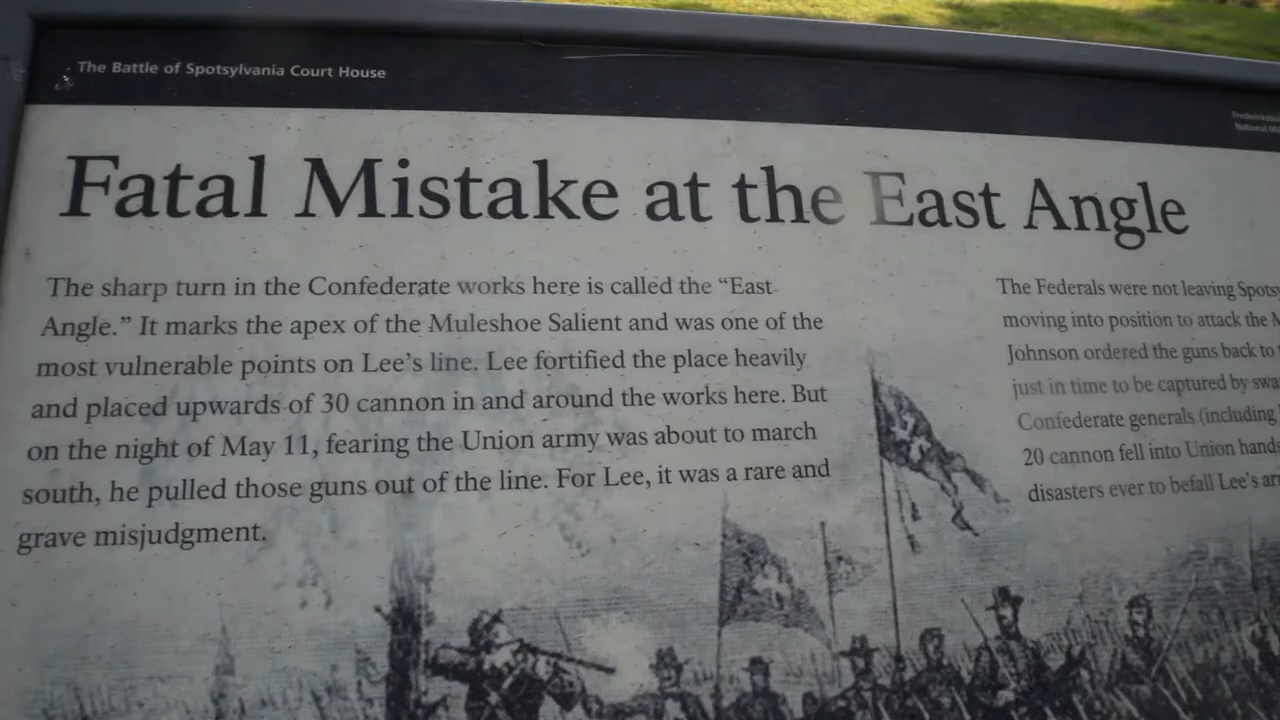 The Battle of Spotsylvania Court House
Fatal Mistake at the East Angle
The sharp turn in the Confederate works here is called the “East
Angle.” It marks the apex of the Muleshoe Salient and was one of the
most vulnerable points on Lee’s line. Lee fortified the place heavily
and placed upwards of 30 cannon in and around the works here. But
on the night of May 11, fearing the Union army was about to march
south, he pulled those guns out of the line. For Lee, it was a rare and
grave misjudgment.
The Federals were not leaving
moving into position to attack the
Johnson ordered the guns back to
just in time to be captured by
Confederate generals (including
20 cannon fell into Union
disasters ever to befall Lee’s